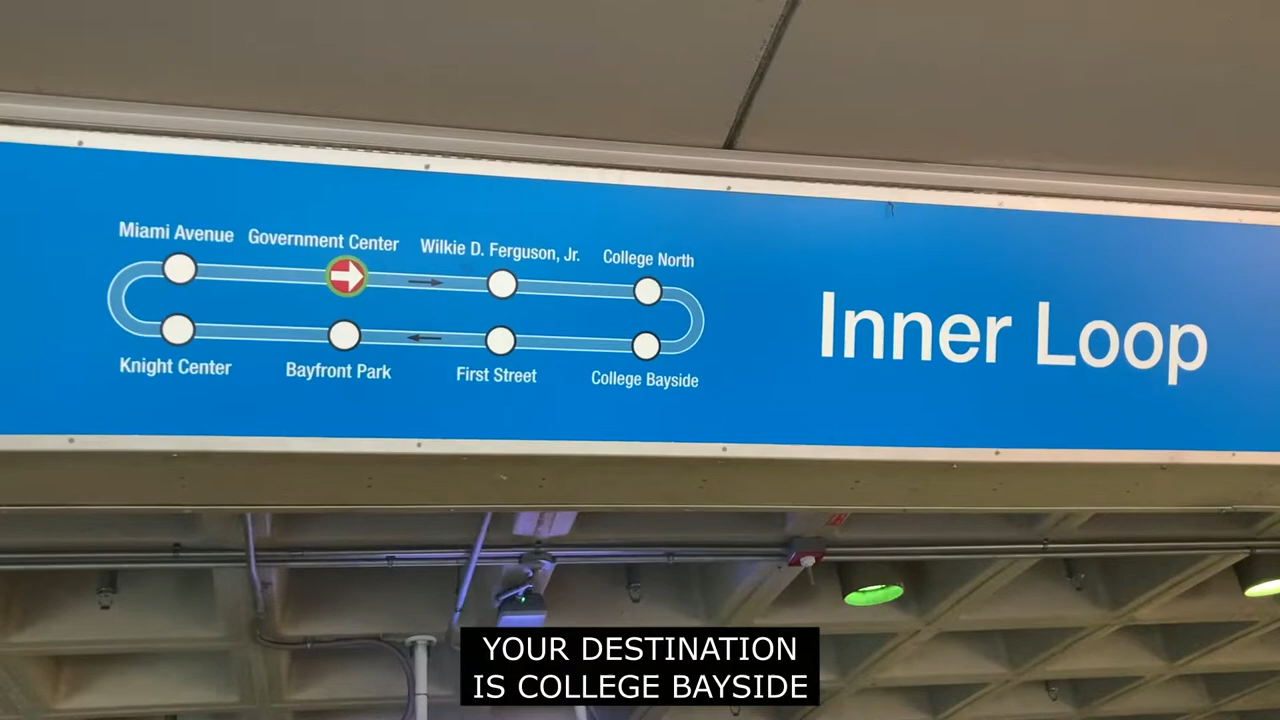 Miami Avenue
Government Center
Wilkie D. Ferguson, Jr.
College North
Inner Loop
Knight Center
Bayfront Park
First Street
College Bayside
YOUR DESTINATION
IS COLLEGE BAYSIDE